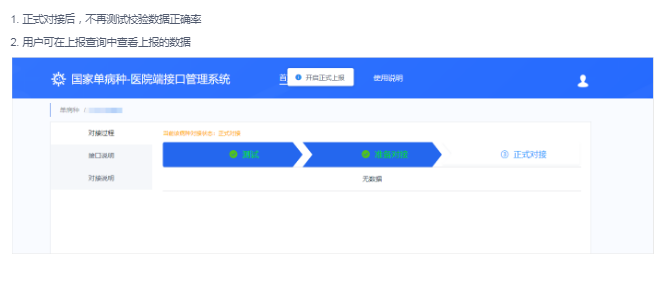 1. 正式对接后，不再测试校验数据正确率
2. 用户可在上报查询中查看上报的数据
国家单病种-医院端接口管理系统
首
开启正式上报
使用说明
单病种 /
对接过程
当前该病种对接状态：正式对接
接口说明
测试
准备对接
③ 正式对接
对接说明
无数据